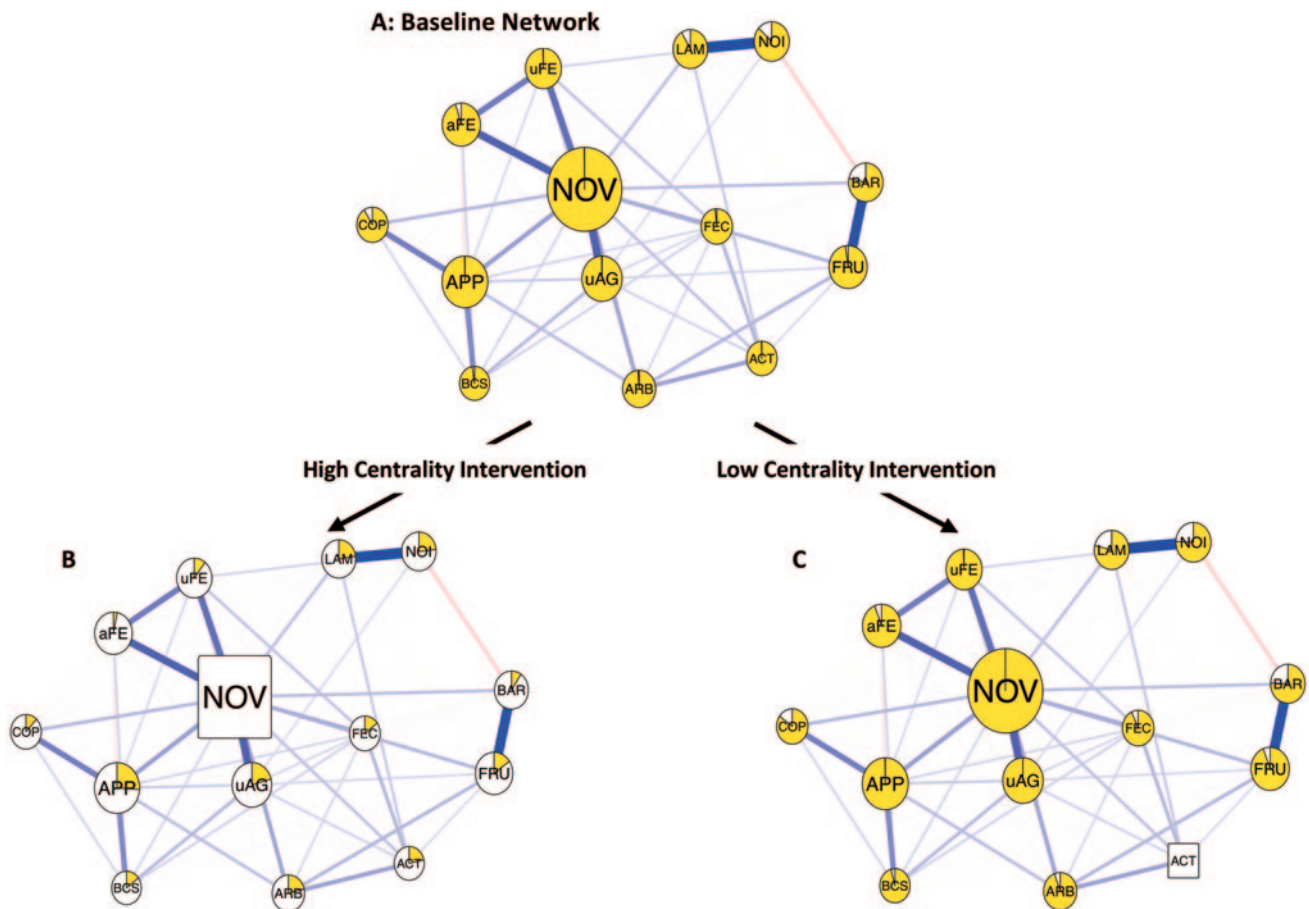 A: Baseline Network
LAM
NOI
uFE
aFE
NOV
BAR
COP
FEC
APP
uAG
FRU
ACT
BCS
ARB
High Centrality Intervention
Low Centrality Intervention
B
LAM
NOI
uFE
aFE
NOV
BAR
COP
FEC
APP
uAG
FRU
ACT
BCS
ARB
C
LAM
NOI
uFE
aFE
NOV
BAR
COP
FEC
APP
uAG
FRU
ACT
BCS
ARB